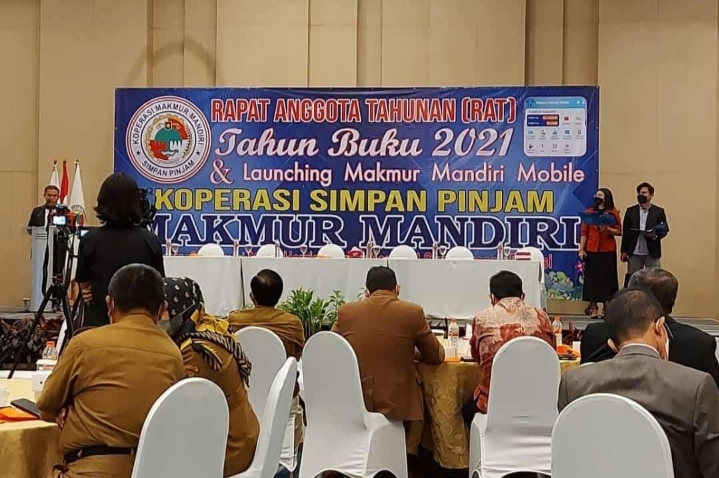 KOPERASI MAKMUR MANDIRI
SIMPAN PINJAM
RAPAT ANGGOTA TAHUNAN (RAT)
Tahun Buku 2021
& Launching Makmur Mandiri Mobile
KOPERASI SIMPAN PINJAM
MAKMUR MANDIRI